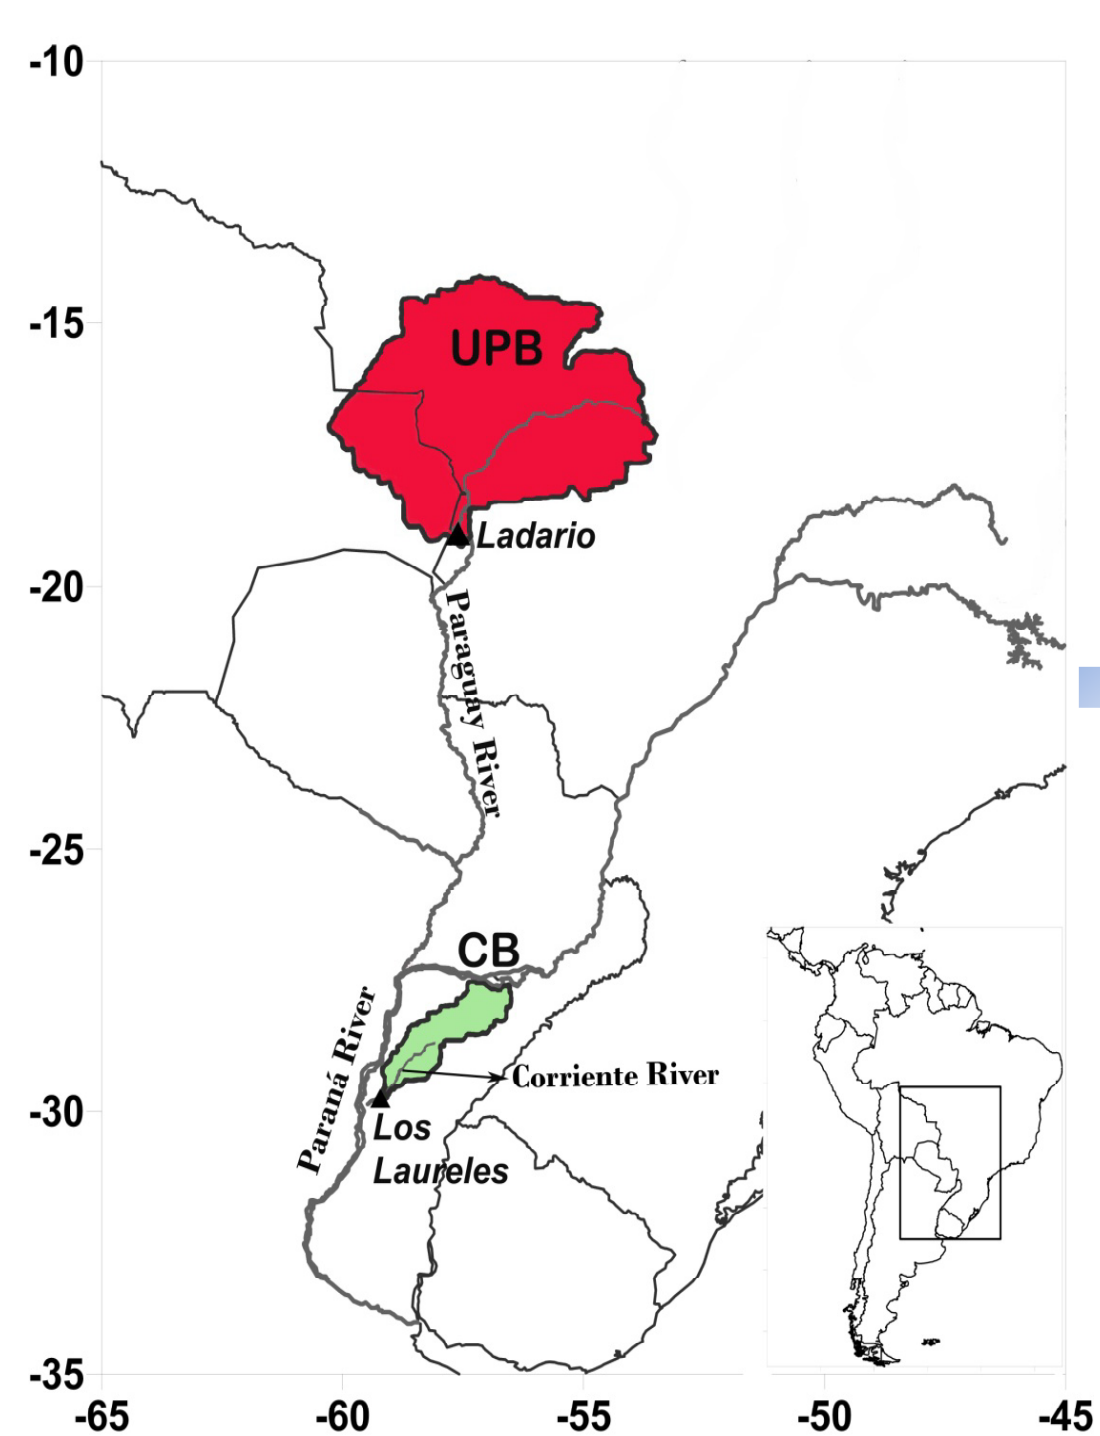 -10
-15
UPB
Ladario
-20
Paraguay River
-25
CB
Paraná River
Corriente River
-30
Los
Laureles
-35
-65
-60
-55
-50
-45